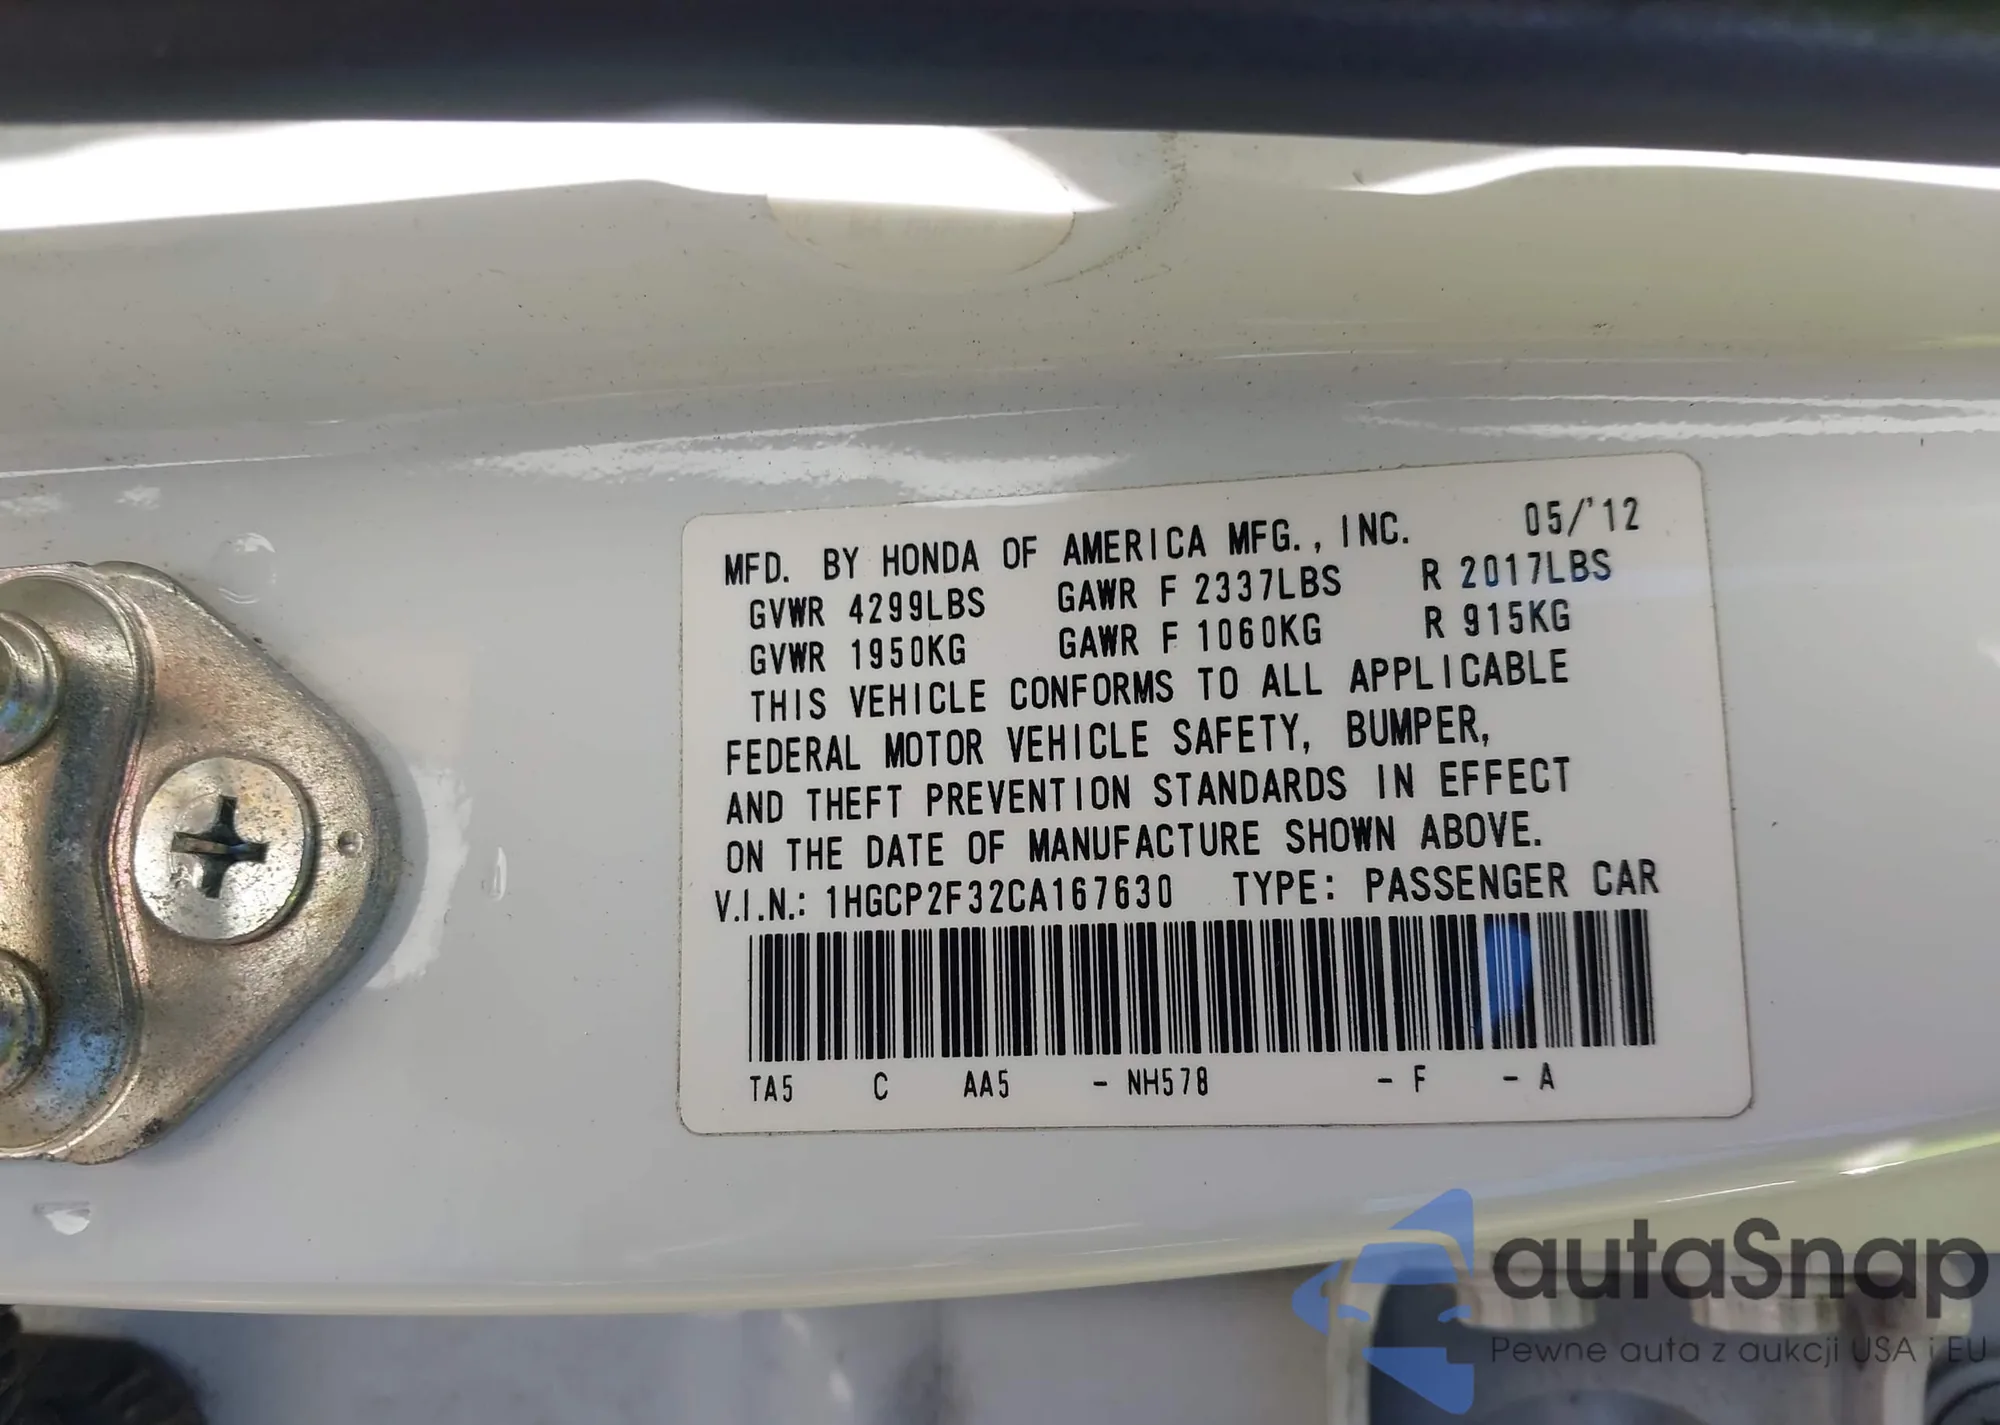 MFD. BY HONDA OF AMERICA MFG., INC. 05/'12
GVWR 4299LBS GAWR F 2337LBS R 2017LBS
GVWR 1950KG GAWR F 1060KG R 915KG
THIS VEHICLE CONFORMS TO ALL APPLICABLE
FEDERAL MOTOR VEHICLE SAFETY, BUMPER,
AND THEFT PREVENTION STANDARDS IN EFFECT
ON THE DATE OF MANUFACTURE SHOWN ABOVE.
V.I.N.: 1HGCP2F32CA167630 TYPE: PASSENGER CAR
TA5 C AA5 - NH578 - F - A
autaSnap
Pewne auta z aukcji USA i EU